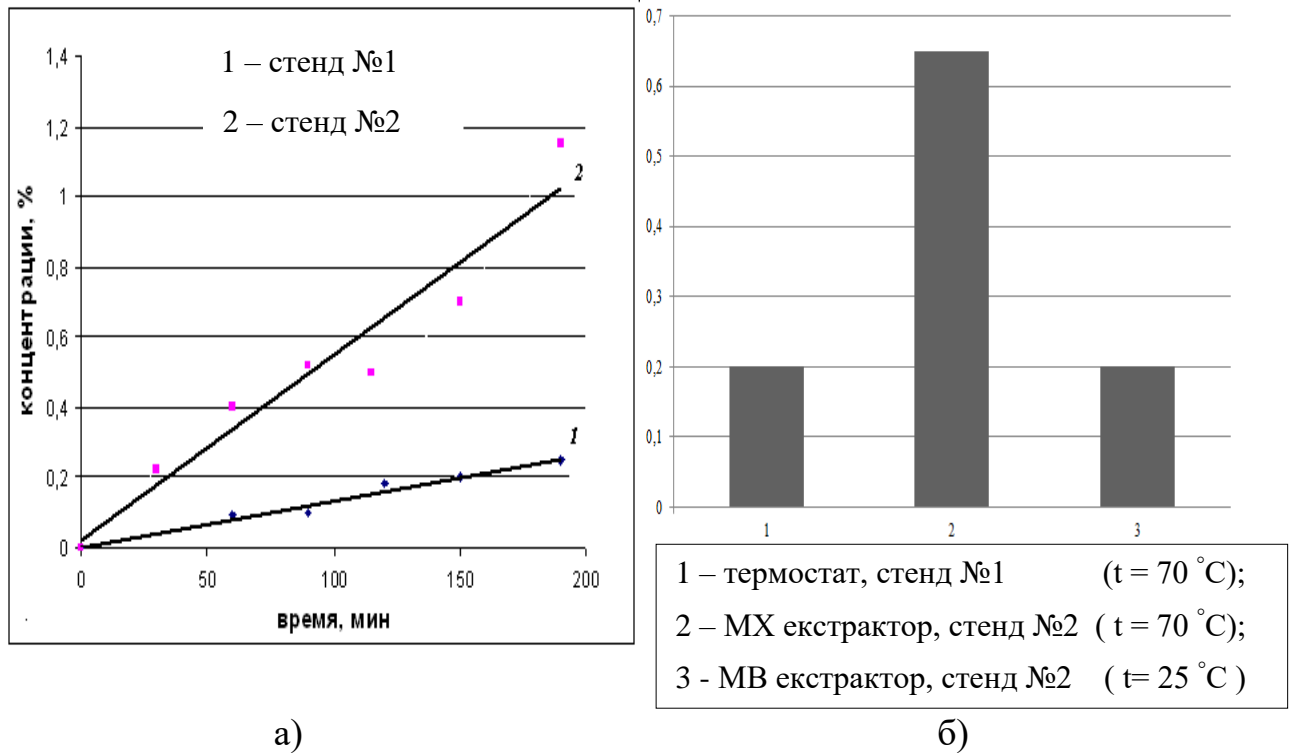 1 – стенд №1
2 – стенд №2
1,4
1,2
1
0,8
0,6
0,4
0,2
0
концентрации, %
2
1
0
50
100
150
200
время, мин
0,7
0,6
0,5
0,4
0,3
0,2
0,1
0
1
2
3
1 – термостат, стенд №1 (t = 70 °C);
2 – МХ екстрактор, стенд №2 ( t = 70 °C);
3 - МВ екстрактор, стенд №2 ( t= 25 °C )
а)
б)